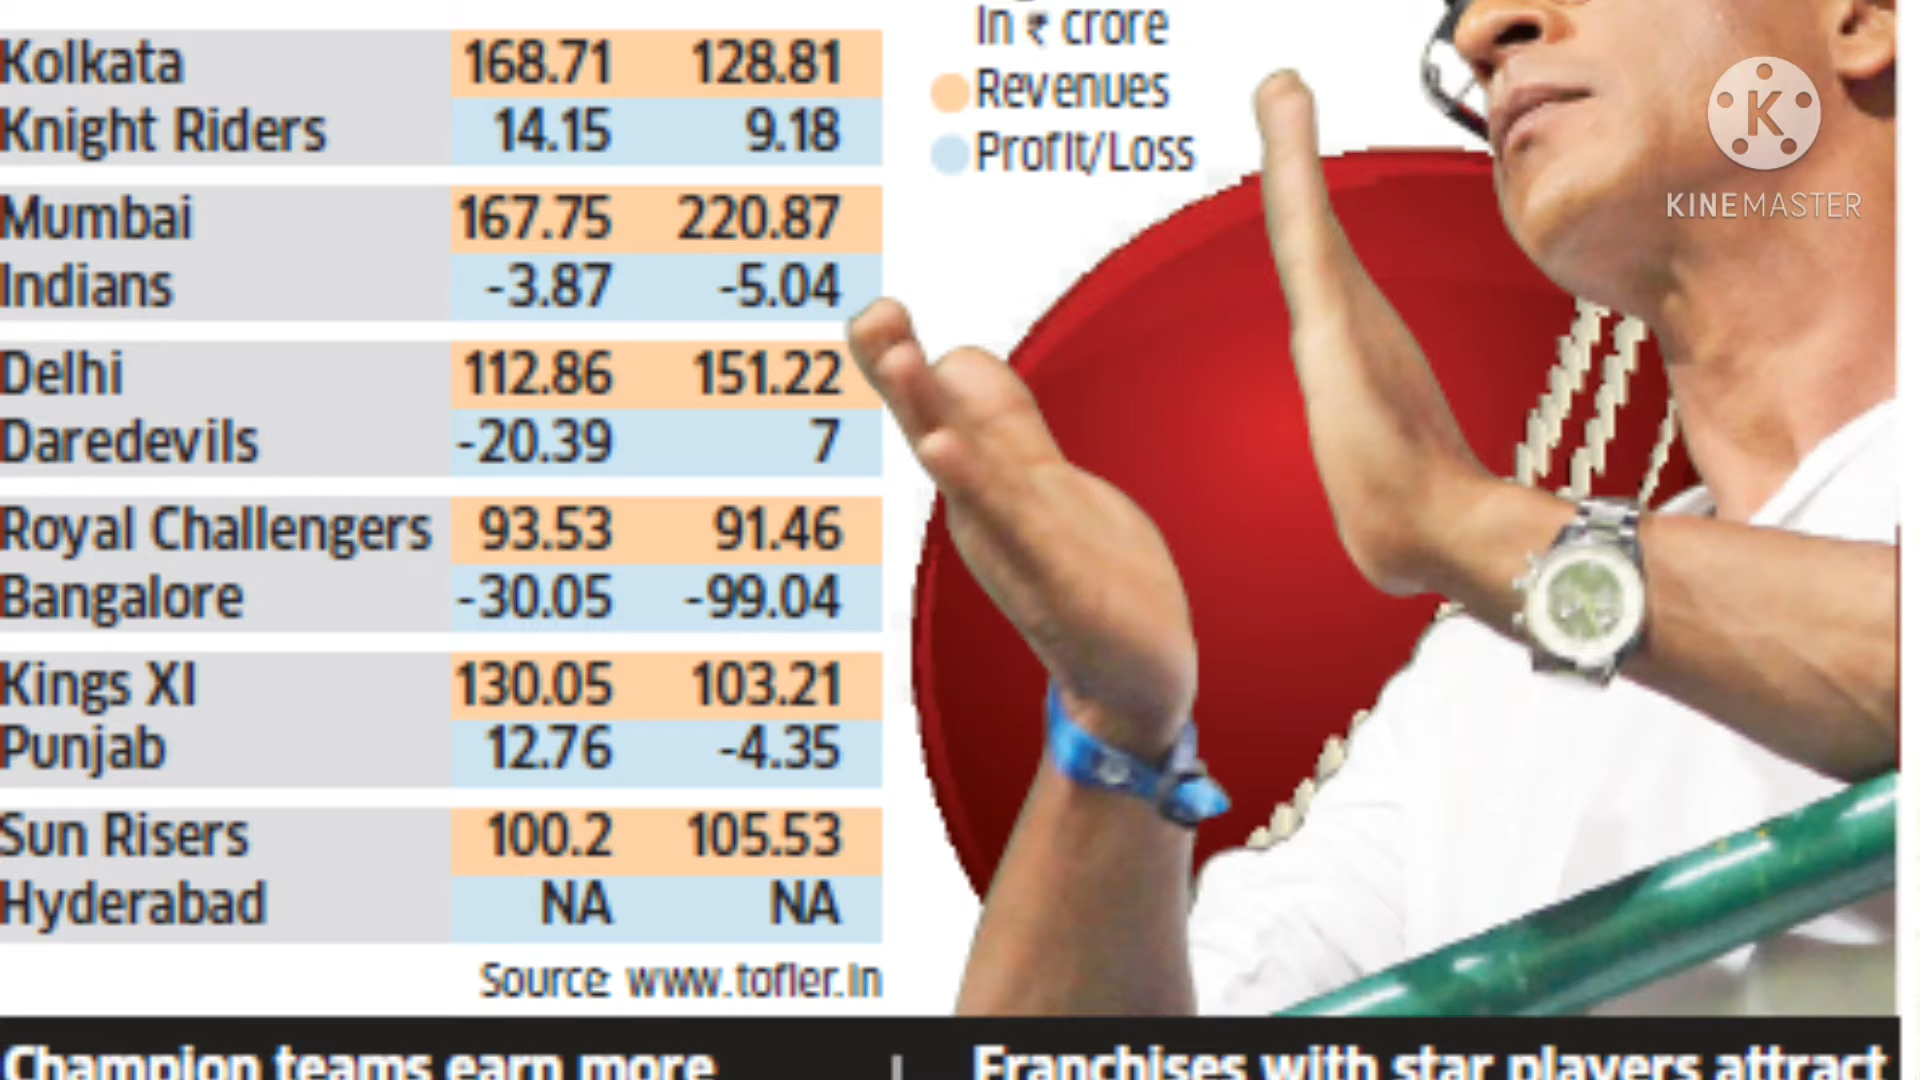 In ₹ crore
Revenues
Profit/Loss
Kolkata 168.71 128.81
Knight Riders 14.15 9.18
Mumbai 167.75 220.87
Indians -3.87 -5.04
Delhi 112.86 151.22
Daredevils -20.39 7
Royal Challengers 93.53 91.46
Bangalore -30.05 -99.04
Kings XI 130.05 103.21
Punjab 12.76 -4.35
Sun Risers 100.2 105.53
Hyderabad NA NA
Source: www.tofler.in
Champion teams earn more
Franchises with star players attract
K
KINEMASTER